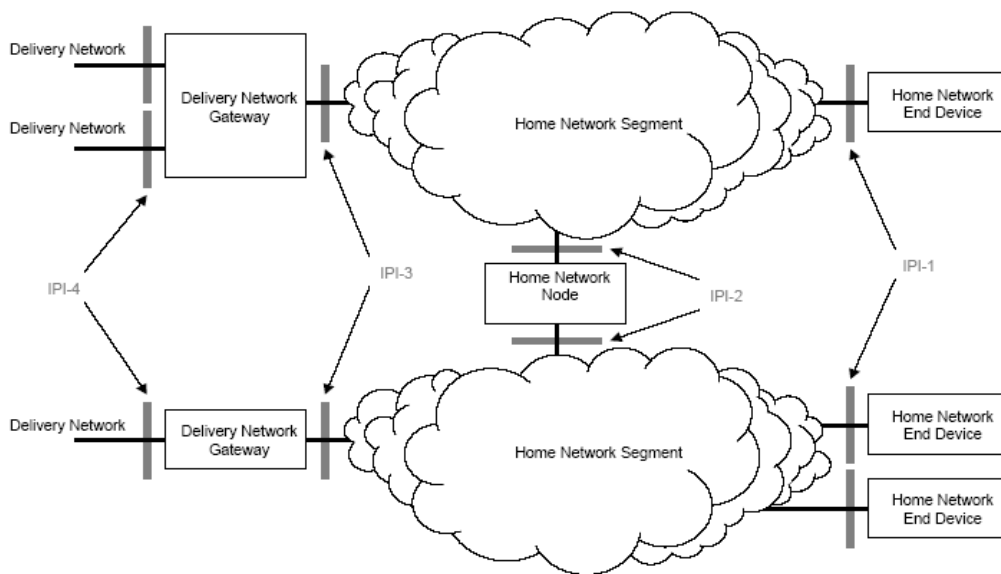 Delivery Network
Delivery Network
Delivery Network
Gateway
Home Network Segment
Home Network
End Device
IPI-4
IPI-3
Home Network
Node
IPI-2
IPI-1
Delivery Network
Delivery Network
Gateway
Home Network Segment
Home Network
End Device
Home Network
End Device